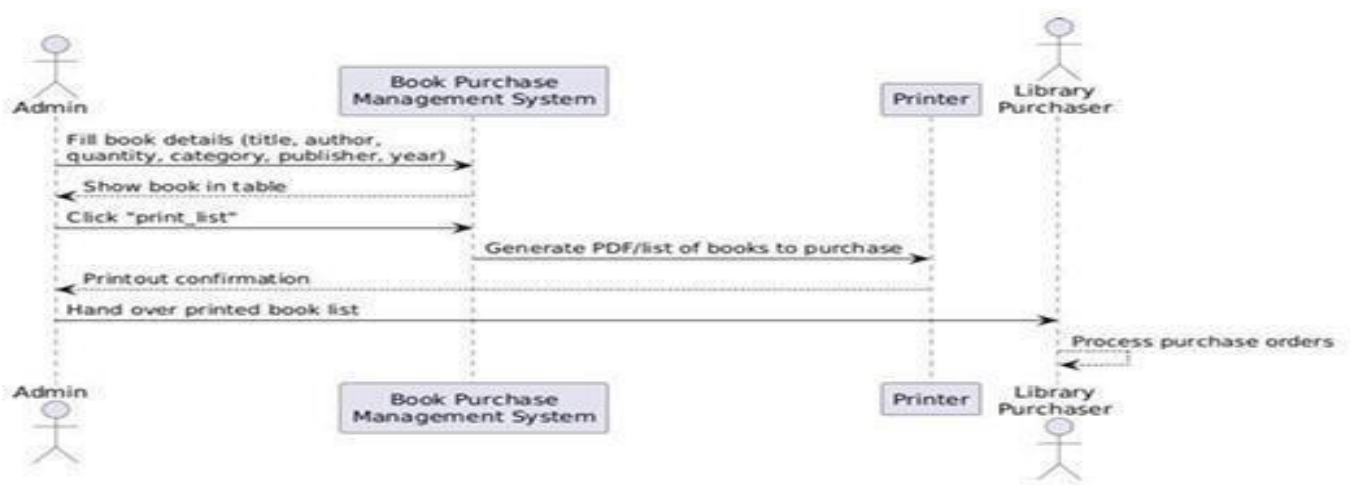 Admin
Book Purchase
Management System
Printer
Library
Purchaser
Fill book details (title, author,
quantity, category, publisher, year)
Show book in table
Click "print_list"
Generate PDF/list of books to purchase
Printout confirmation
Hand over printed book list
Process purchase orders
Admin
Book Purchase
Management System
Printer
Library
Purchaser